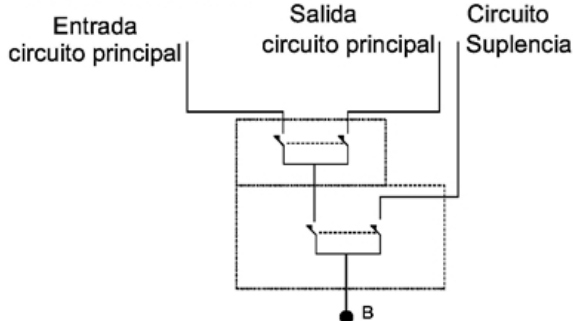 Entrada
circuito principal
Salida
circuito principal
Circuito
Suplencia
B